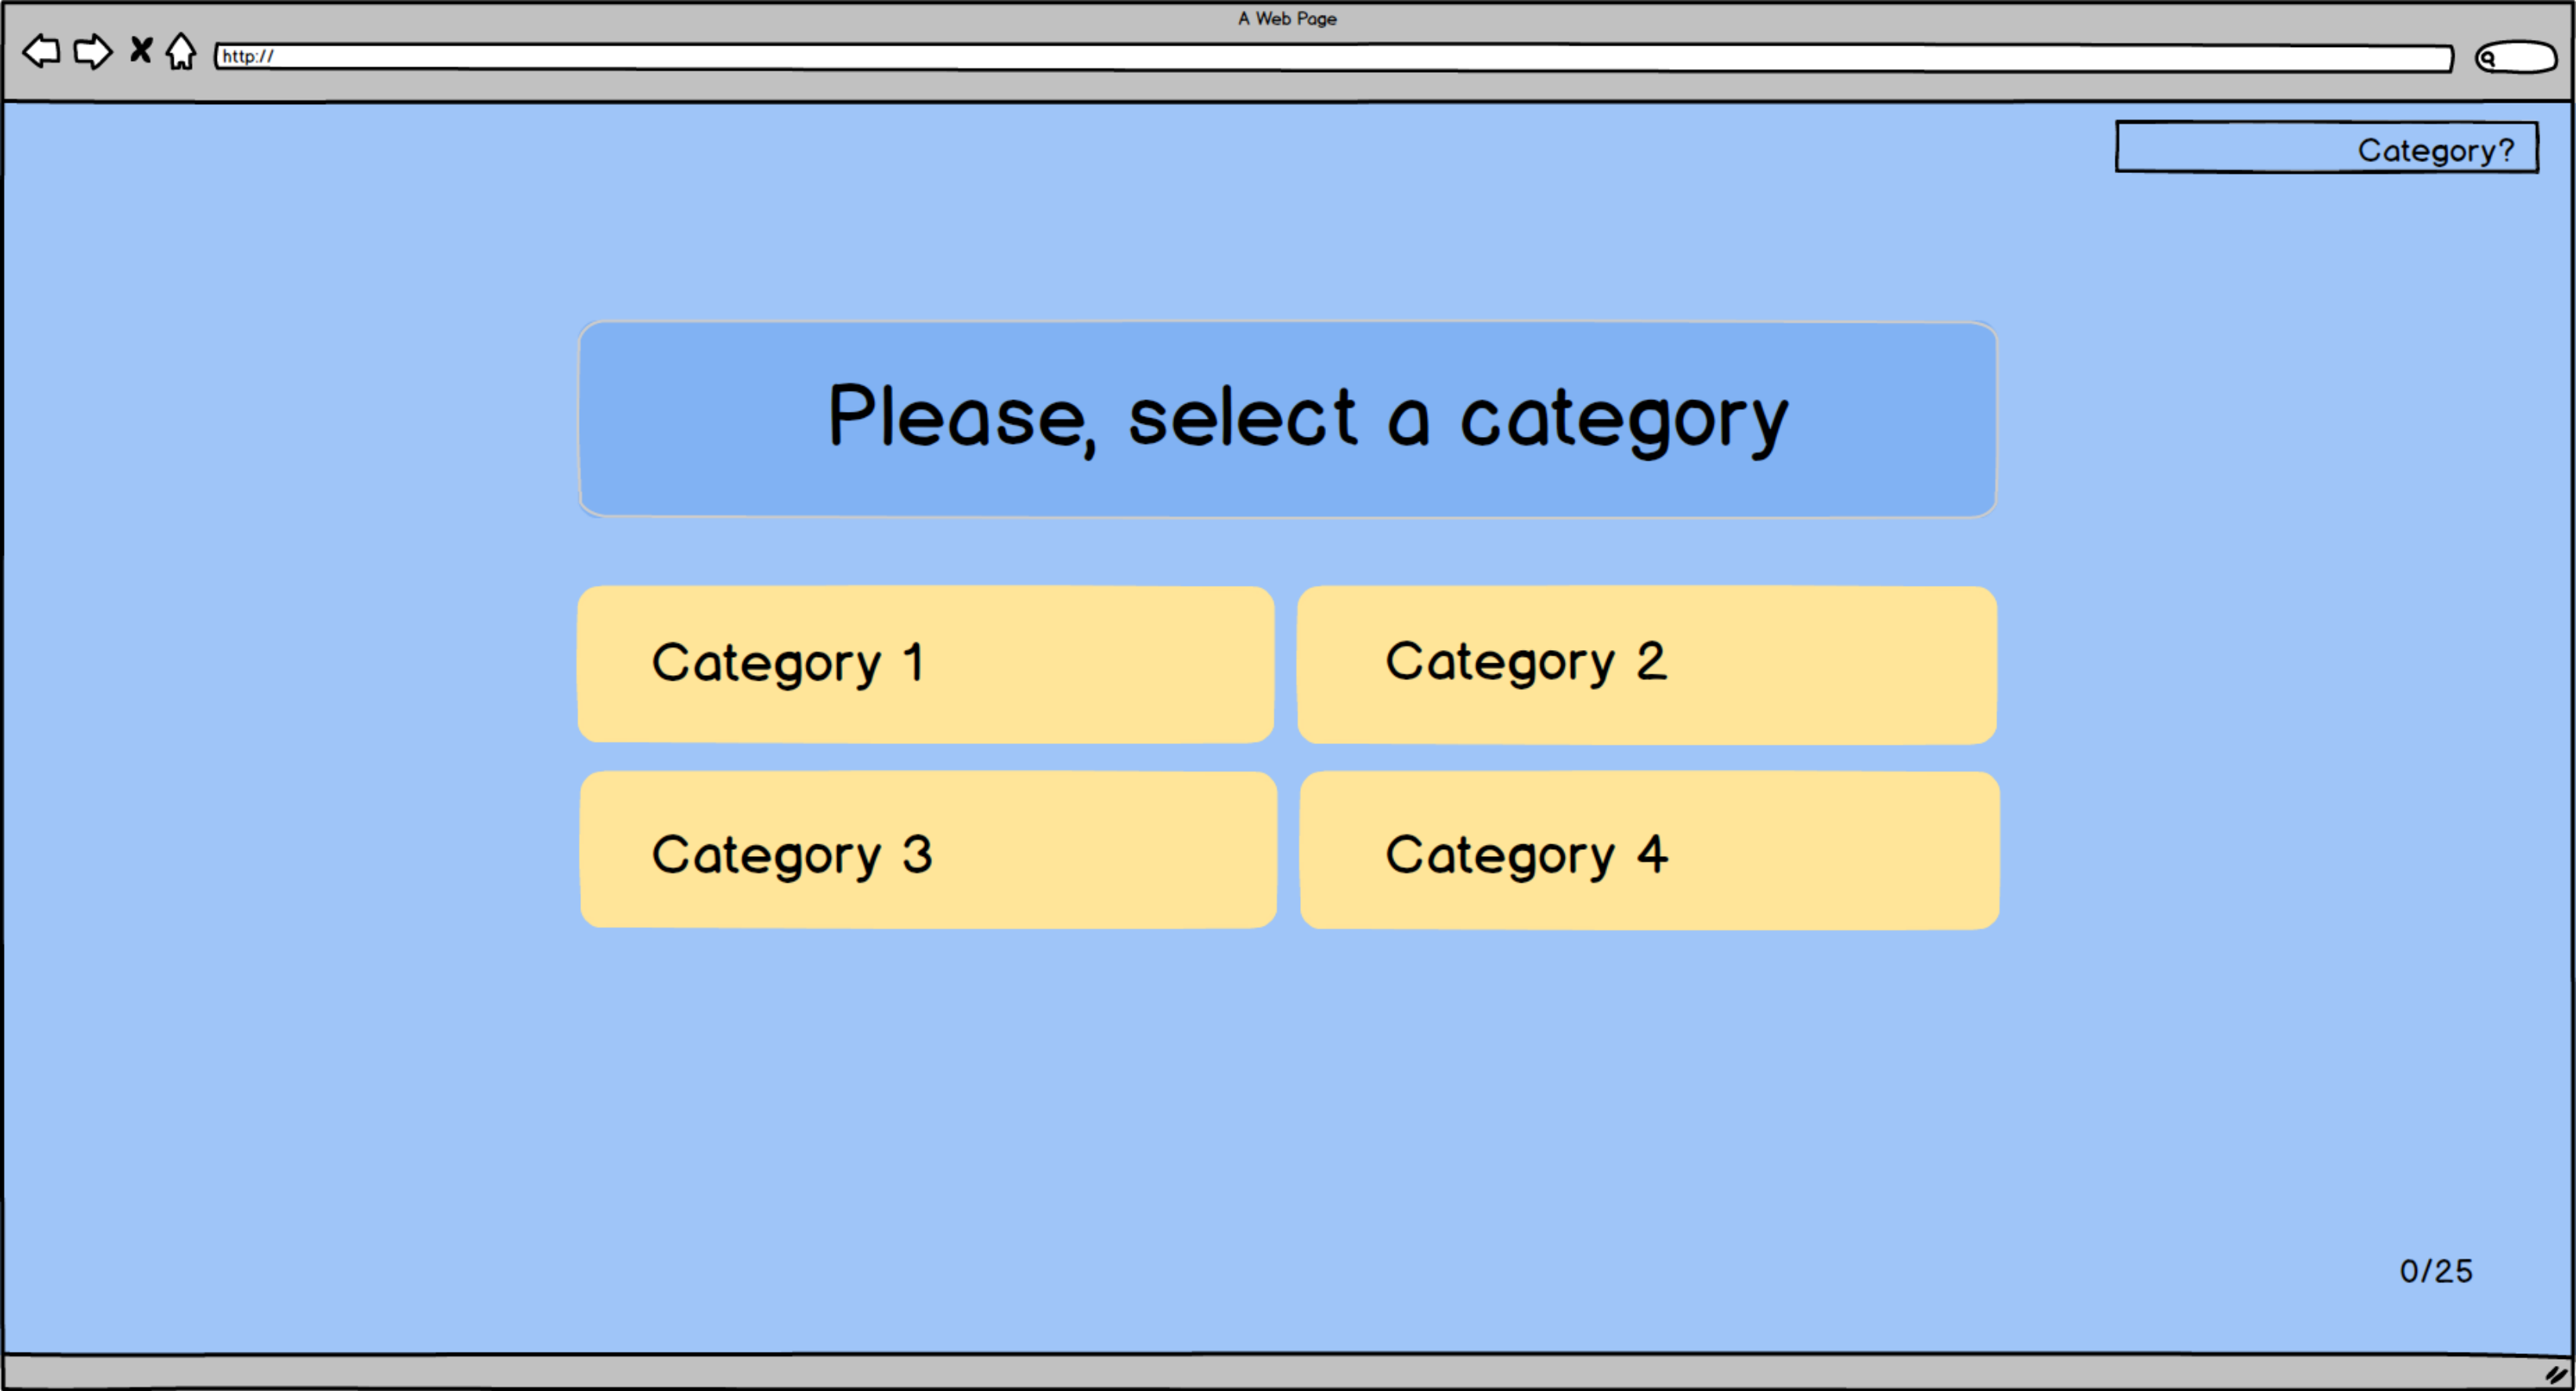 A Web Page
http://
Category?
Please, select a category
Category 1
Category 2
Category 3
Category 4
0/25